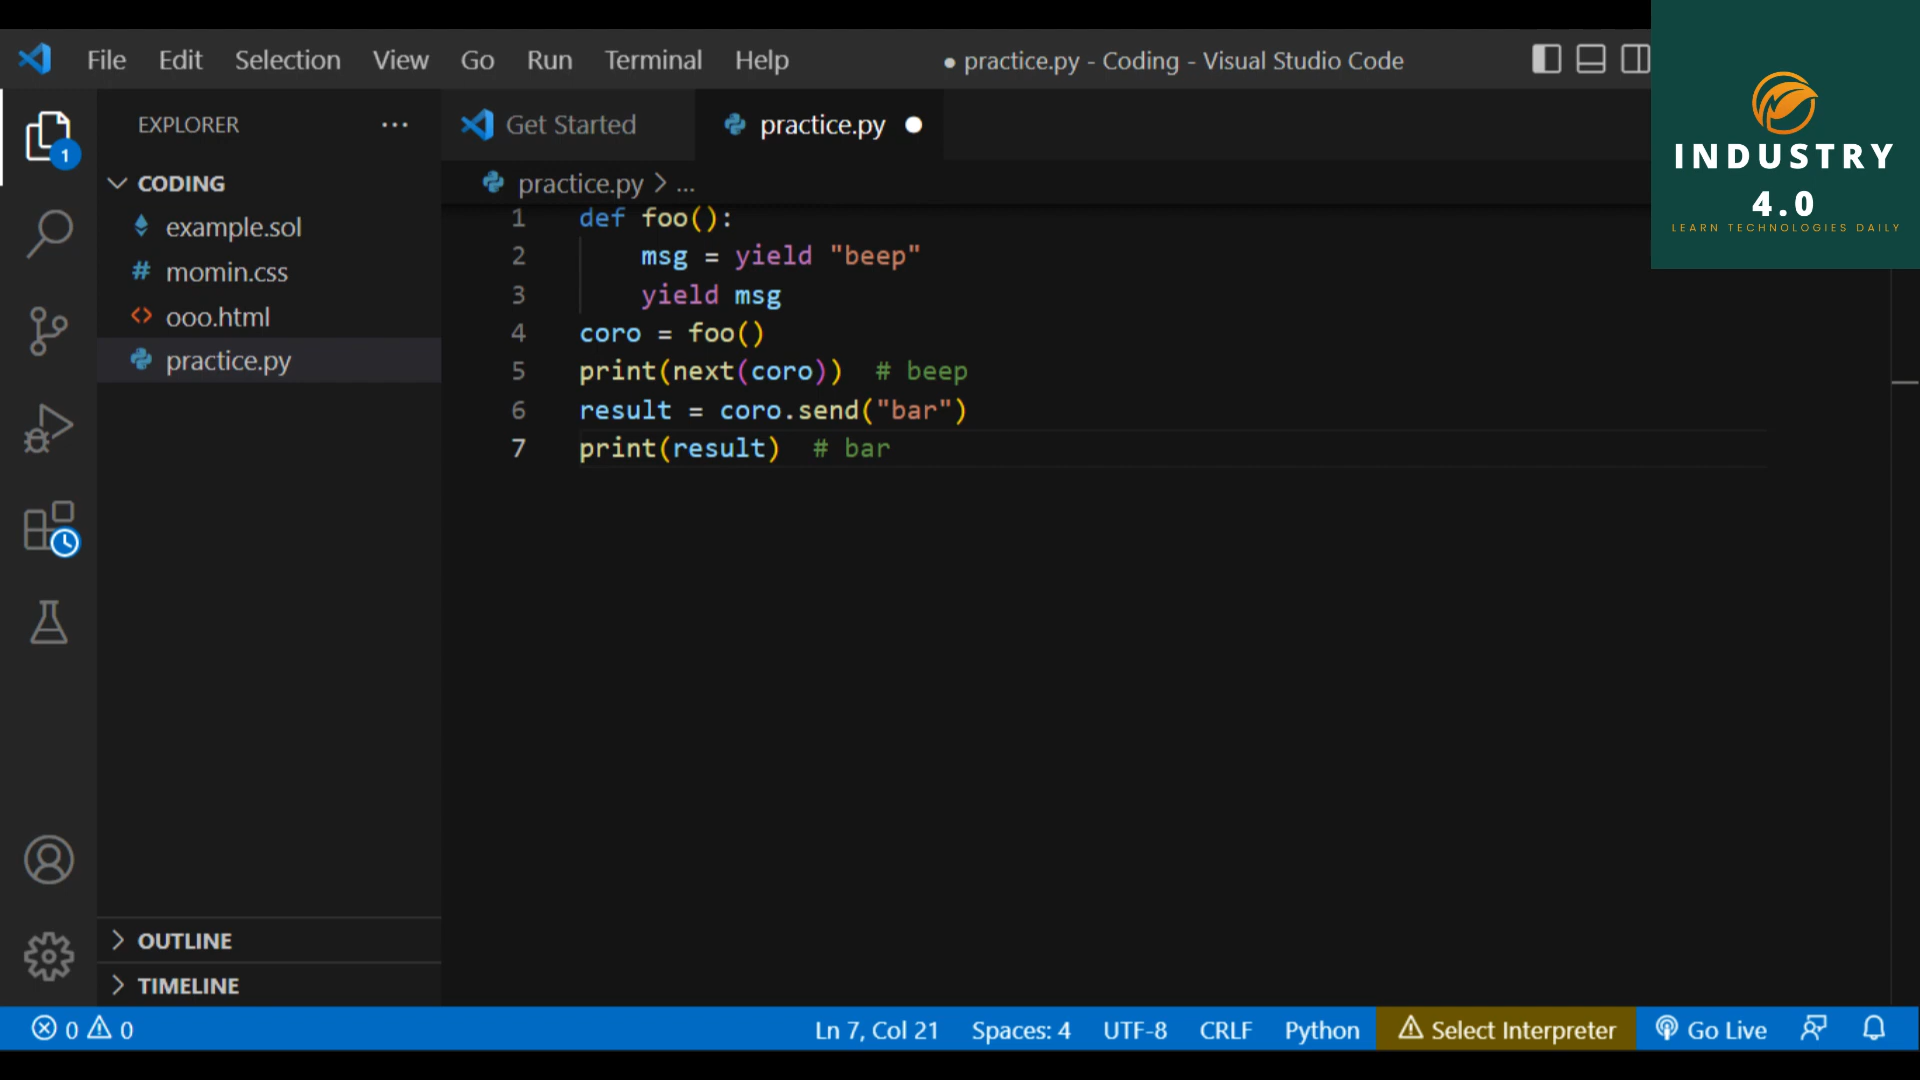 File Edit Selection View Go Run Terminal Help ● practice.py - Coding - Visual Studio Code
INDUSTRY
4.0
LEARN TECHNOLOGIES DAILY
EXPLORER ...
Get Started practice.py ●
1
practice.py > ...
CODING
example.sol
momin.css
ooo.html
practice.py
1 def foo():
2     msg = yield "beep"
3     yield msg
4 coro = foo()
5 print(next(coro))  # beep
6 result = coro.send("bar")
7 print(result)  # bar
OUTLINE
TIMELINE
0 0 Ln 7, Col 21 Spaces: 4 UTF-8 CRLF Python Select Interpreter Go Live